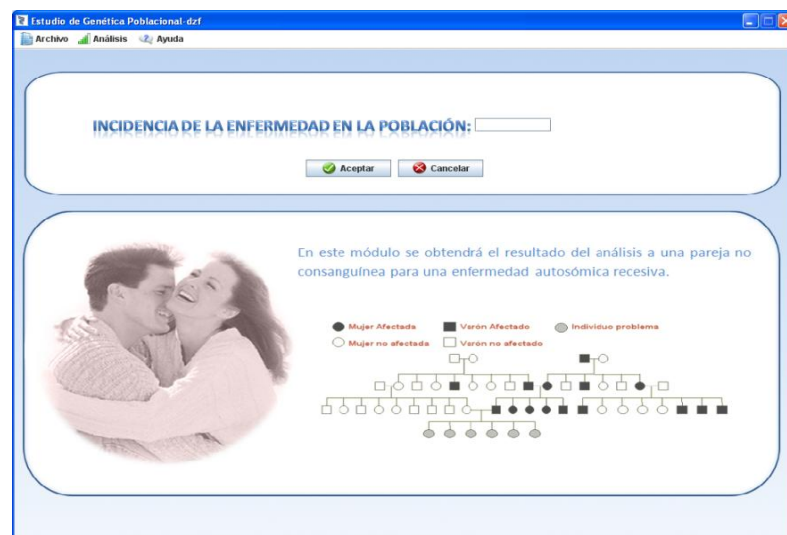 Estudio de Genética Poblacional-dzf
Archivo Análisis Ayuda
INCIDENCIA DE LA ENFERMEDAD EN LA POBLACIÓN:
Aceptar Cancelar
En este módulo se obtendrá el resultado del análisis a una pareja no
consanguínea para una enfermedad autosómica recesiva.
Mujer Afectada Varón Afectado Individuo problema
Mujer no afectada Varón no afectado